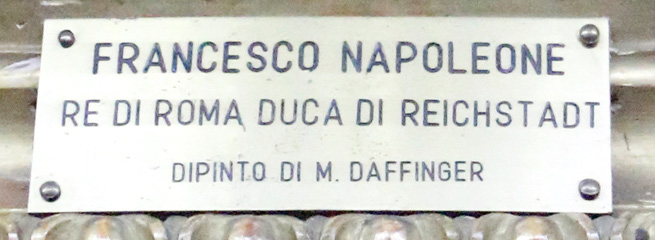 FRANCESCO NAPOLEONE
RE DI ROMA, DUCA DI REICHSTADT
DIPINTO DI M. DAFFINGER